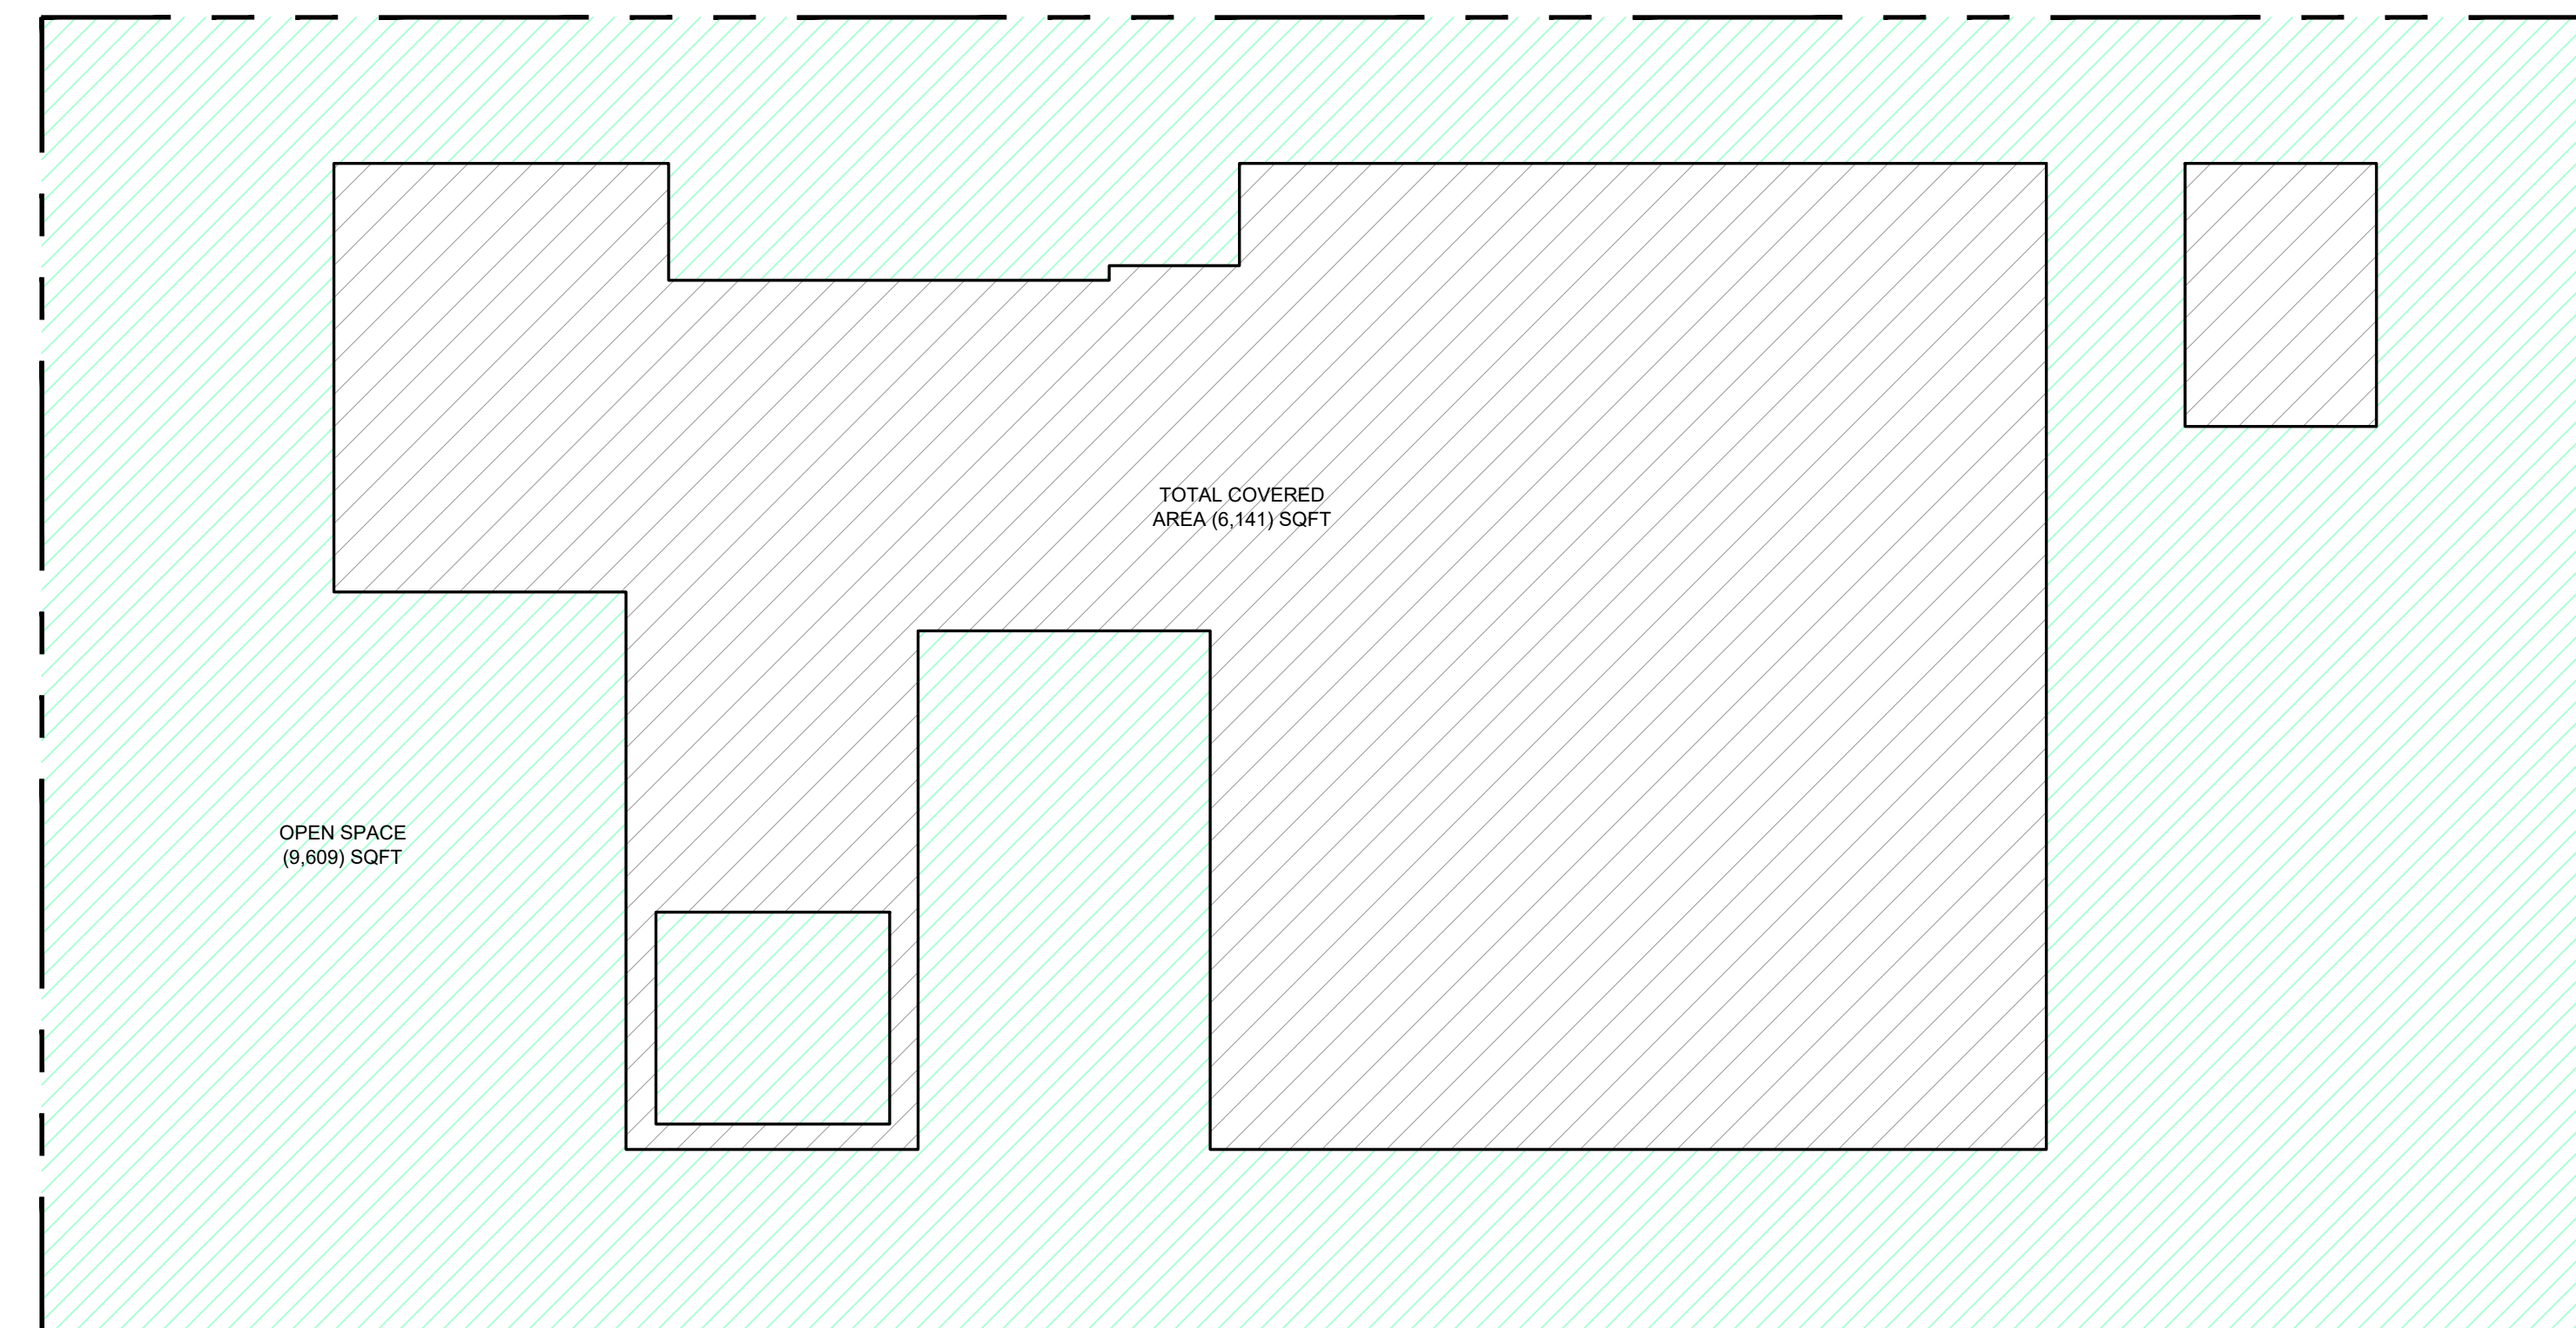 TOTAL COVERED
AREA (6,141) SQFT
OPEN SPACE
(9,609) SQFT